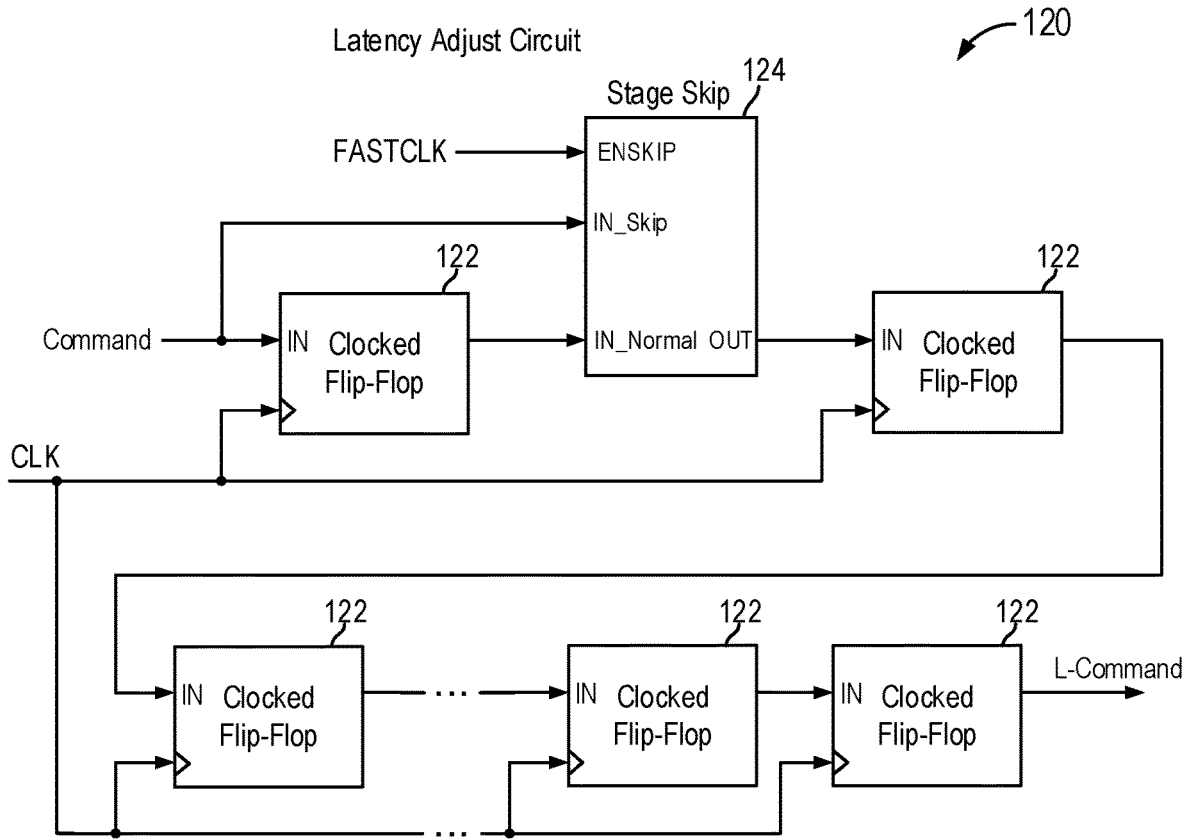 Latency Adjust Circuit
120
Stage Skip
124
FASTCLK
ENSKIP
IN_Skip
122
122
Command
IN Clocked Flip-Flop
IN_Normal OUT
IN Clocked Flip-Flop
CLK
122
122
122
IN Clocked Flip-Flop
...
IN Clocked Flip-Flop
IN Clocked Flip-Flop
L-Command
...